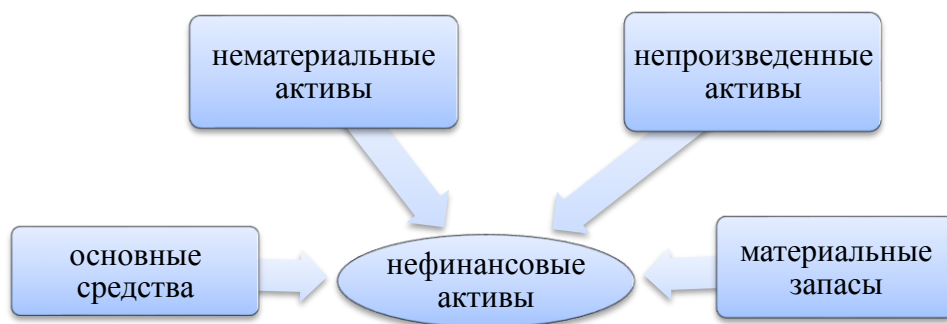 нематериальные
активы
непроизведенные
активы
основные
средства
нефинансовые
активы
материальные
запасы